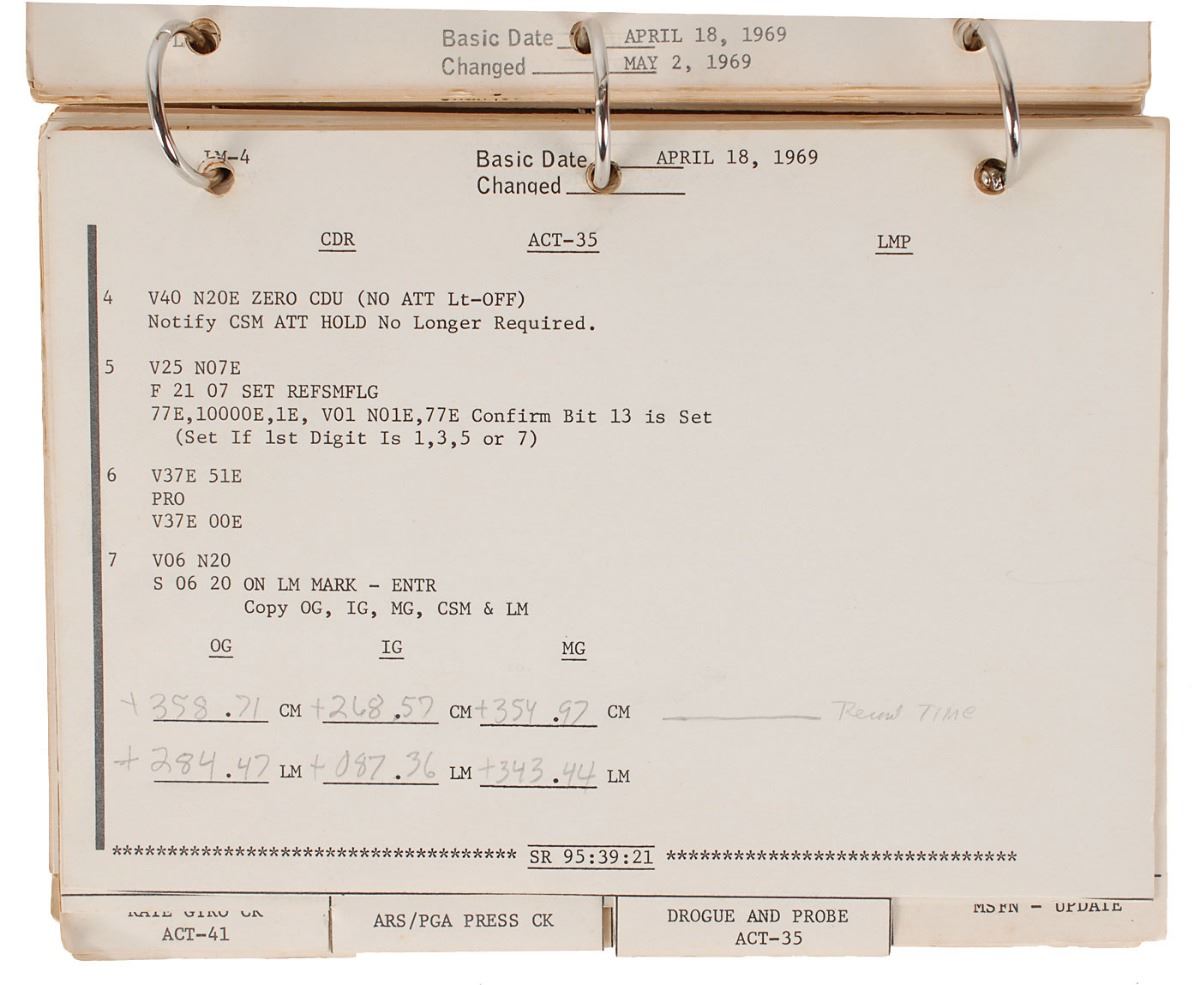 Basic Date APRIL 18, 1969
Changed MAY 2, 1969
LM-4 Basic Date APRIL 18, 1969
Changed
CDR ACT-35 LMP
4 V40 N20E ZERO CDU (NO ATT Lt-OFF)
Notify CSM ATT HOLD No Longer Required.
5 V25 N07E
F 21 07 SET REFSMFLG
77E,10000E,1E, V01 N01E,77E Confirm Bit 13 is Set
(Set If 1st Digit Is 1,3,5 or 7)
6 V37E 51E
PRO
V37E 00E
7 V06 N20
S 06 20 ON LM MARK - ENTR
Copy OG, IG, MG, CSM & LM
OG IG MG
+358.71 CM +268.57 CM +354.97 CM TIME
+284.47 LM +087.36 LM +343.44 LM
*********************************** SR 95:39:21 *******************************
RATE GYRO CK ARS/PGA PRESS CK DROGUE AND PROBE MSFN - UPDATE
ACT-41 ACT-35